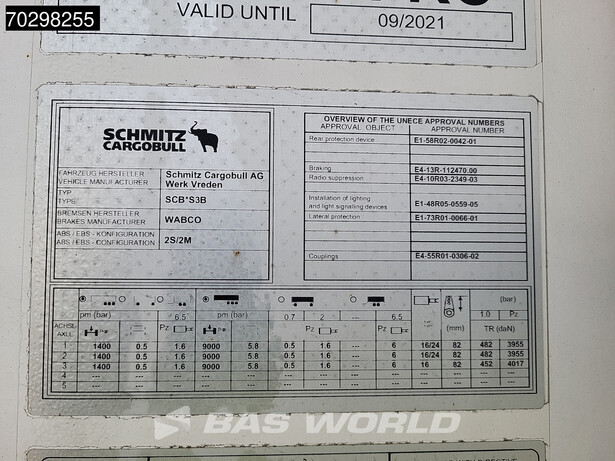 70298255
VALID UNTIL 09/2021
SCHMITZ
CARGOBULL
FAHRZEUG HERSTELLER
VEHICLE MANUFACTURER
Schmitz Cargobull AG
Werk Vreden
TYP
TYPE:
SCB*S3B
BREMSEN HERSTELLER
BRAKES MANUFACTURER
WABCO
ABS / EBS - KONFIGURATION
ABS / EBS - CONFIGURATION
2S/2M
OVERVIEW OF THE UNECE APPROVAL NUMBERS
APPROVAL OBJECT APPROVAL NUMBER
Rear protection device E1-58R02-0042-01
Braking E4-13R-112470.00
Radio suppression E4-10R03-2349-03
Installation of lighting
and light signalling devices E1-48R05-0559-05
Lateral protection E1-73R01-0066-01
Couplings E4-55R01-0306-02
pm (bar) 6.5 pm (bar) 0.7 2 --- 6.5 (mm) (bar) 1.0 Pz
ACHSE
AXLE Pz Pz TR (daN)
1 1400 0.5 1.6 9000 5.8 0.5 1.6 --- 6 16/24 82 482 3955
2 1400 0.5 1.6 9000 5.8 0.5 1.6 --- 6 16/24 82 482 3955
3 1400 0.5 1.6 9000 5.8 0.5 1.6 --- 6 16 82 452 4017
4 --- --- --- --- --- --- --- --- --- --- --- --- ---
5 --- --- --- --- --- --- --- --- --- --- --- --- ---
BAS WORLD